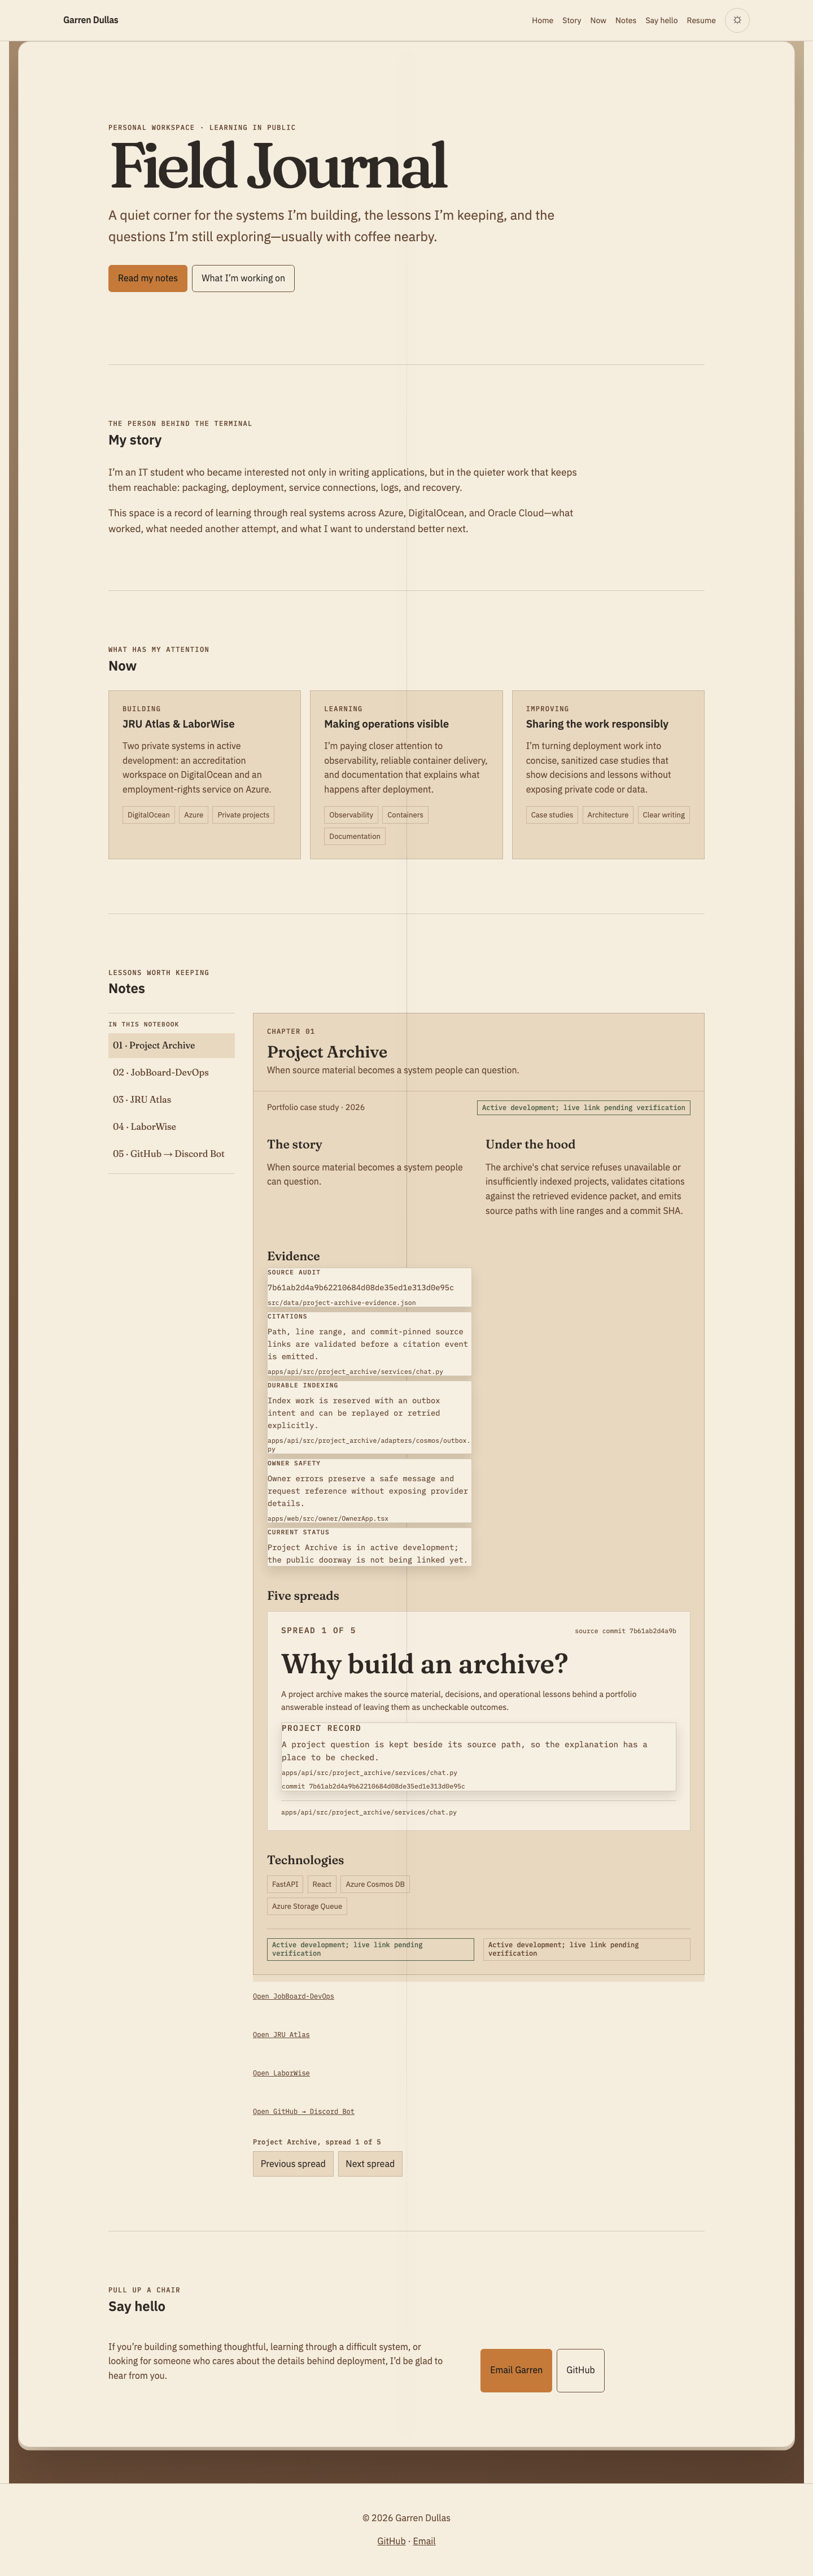 Garren Dullas
Home Story Now Notes Say hello Resume
PERSONAL WORKSPACE · LEARNING IN PUBLIC
Field Journal
A quiet corner for the systems I’m building, the lessons I’m keeping, and the
questions I’m still exploring—usually with coffee nearby.
Read my notes What I’m working on
THE PERSON BEHIND THE TERMINAL
My story
I’m an IT student who became interested not only in writing applications, but in the quieter work that keeps
them reachable: packaging, deployment, service connections, logs, and recovery.
This space is a record of learning through real systems across Azure, DigitalOcean, and Oracle Cloud—what
worked, what needed another attempt, and what I want to understand better next.
WHAT HAS MY ATTENTION
Now
BUILDING
JRU Atlas & LaborWise
Two private systems in active
development: an accreditation
workspace on DigitalOcean and an
employment-rights service on Azure.
DigitalOcean Azure Private projects
LEARNING
Making operations visible
I’m paying closer attention to
observability, reliable container delivery,
and documentation that explains what
happens after deployment.
Observability Containers
Documentation
IMPROVING
Sharing the work responsibly
I’m turning deployment work into
concise, sanitized case studies that
show decisions and lessons without
exposing private code or data.
Case studies Architecture Clear writing
LESSONS WORTH KEEPING
Notes
IN THIS NOTEBOOK
01 · Project Archive
02 · JobBoard-DevOps
03 · JRU Atlas
04 · LaborWise
05 · GitHub → Discord Bot
CHAPTER 01
Project Archive
When source material becomes a system people can question.
Portfolio case study · 2026
Active development; live link pending verification
The story
When source material becomes a system people
can question.
Under the hood
The archive's chat service refuses unavailable or
insufficiently indexed projects, validates citations
against the retrieved evidence packet, and emits
source paths with line ranges and a commit SHA.
Evidence
SOURCE AUDIT
7b61ab2d4a9b62210684d08de35ed1e313d0e95c
src/data/project-archive-evidence.json
CITATIONS
Path, line range, and commit-pinned source
links are validated before a citation event
is emitted.
apps/api/src/project_archive/services/chat.py
DURABLE INDEXING
Index work is reserved with an outbox
intent and can be replayed or retried
explicitly.
apps/api/src/project_archive/adapters/cosmos/outbox.
py
OWNER SAFETY
Owner errors preserve a safe message and
request reference without exposing provider
details.
apps/web/src/owner/OwnerApp.tsx
CURRENT STATUS
Project Archive is in active development;
the public doorway is not being linked yet.
Five spreads
SPREAD 1 OF 5
source commit 7b61ab2d4a9b
Why build an archive?
A project archive makes the source material, decisions, and operational lessons behind a portfolio
answerable instead of leaving them as uncheckable outcomes.
PROJECT RECORD
A project question is kept beside its source path, so the explanation has a
place to be checked.
apps/api/src/project_archive/services/chat.py
commit 7b61ab2d4a9b62210684d08de35ed1e313d0e95c
apps/api/src/project_archive/services/chat.py
Technologies
FastAPI React Azure Cosmos DB
Azure Storage Queue
Active development; live link pending
verification
Active development; live link pending
verification
Open JobBoard-DevOps
Open JRU Atlas
Open LaborWise
Open GitHub → Discord Bot
Project Archive, spread 1 of 5
Previous spread Next spread
PULL UP A CHAIR
Say hello
If you’re building something thoughtful, learning through a difficult system, or
looking for someone who cares about the details behind deployment, I’d be glad to
hear from you.
Email Garren GitHub
© 2026 Garren Dullas
GitHub · Email